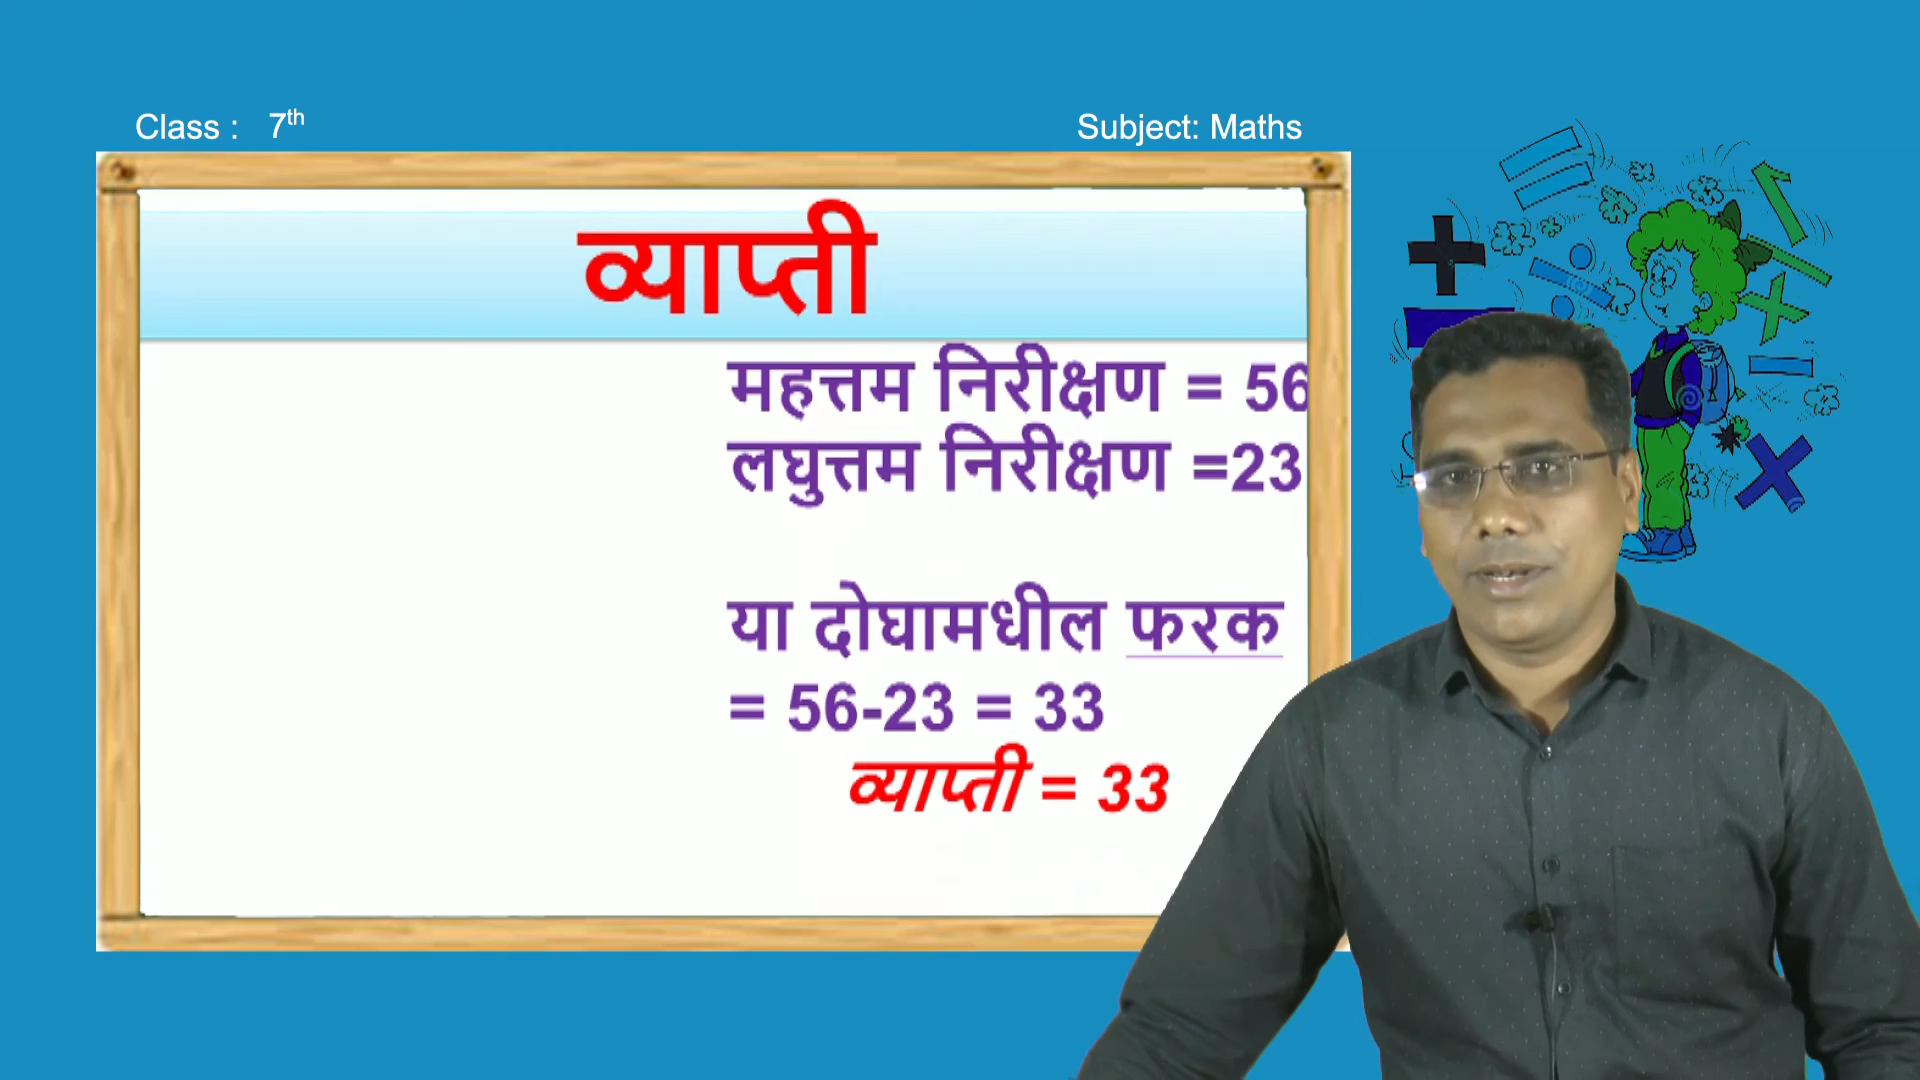 Class : 7th
Subject: Maths
व्याप्ती
महत्तम निरीक्षण = 56
लघुत्तम निरीक्षण =23
या दोघामधील फरक
= 56-23 = 33
व्याप्ती = 33